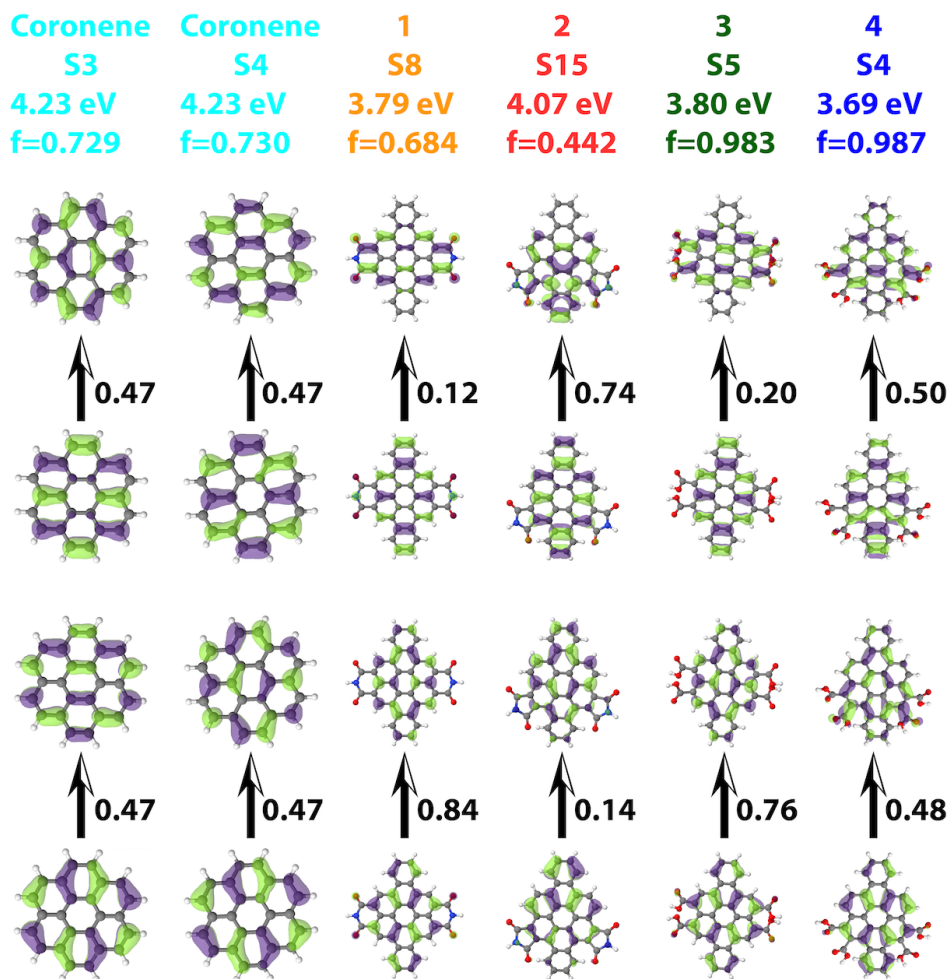 Coronene Coronene 1 2 3 4
S3 S4 S8 S15 S5 S4
4.23 eV 4.23 eV 3.79 eV 4.07 eV 3.80 eV 3.69 eV
f=0.729 f=0.730 f=0.684 f=0.442 f=0.983 f=0.987
0.47 0.47 0.12 0.74 0.20 0.50
0.47 0.47 0.84 0.14 0.76 0.48